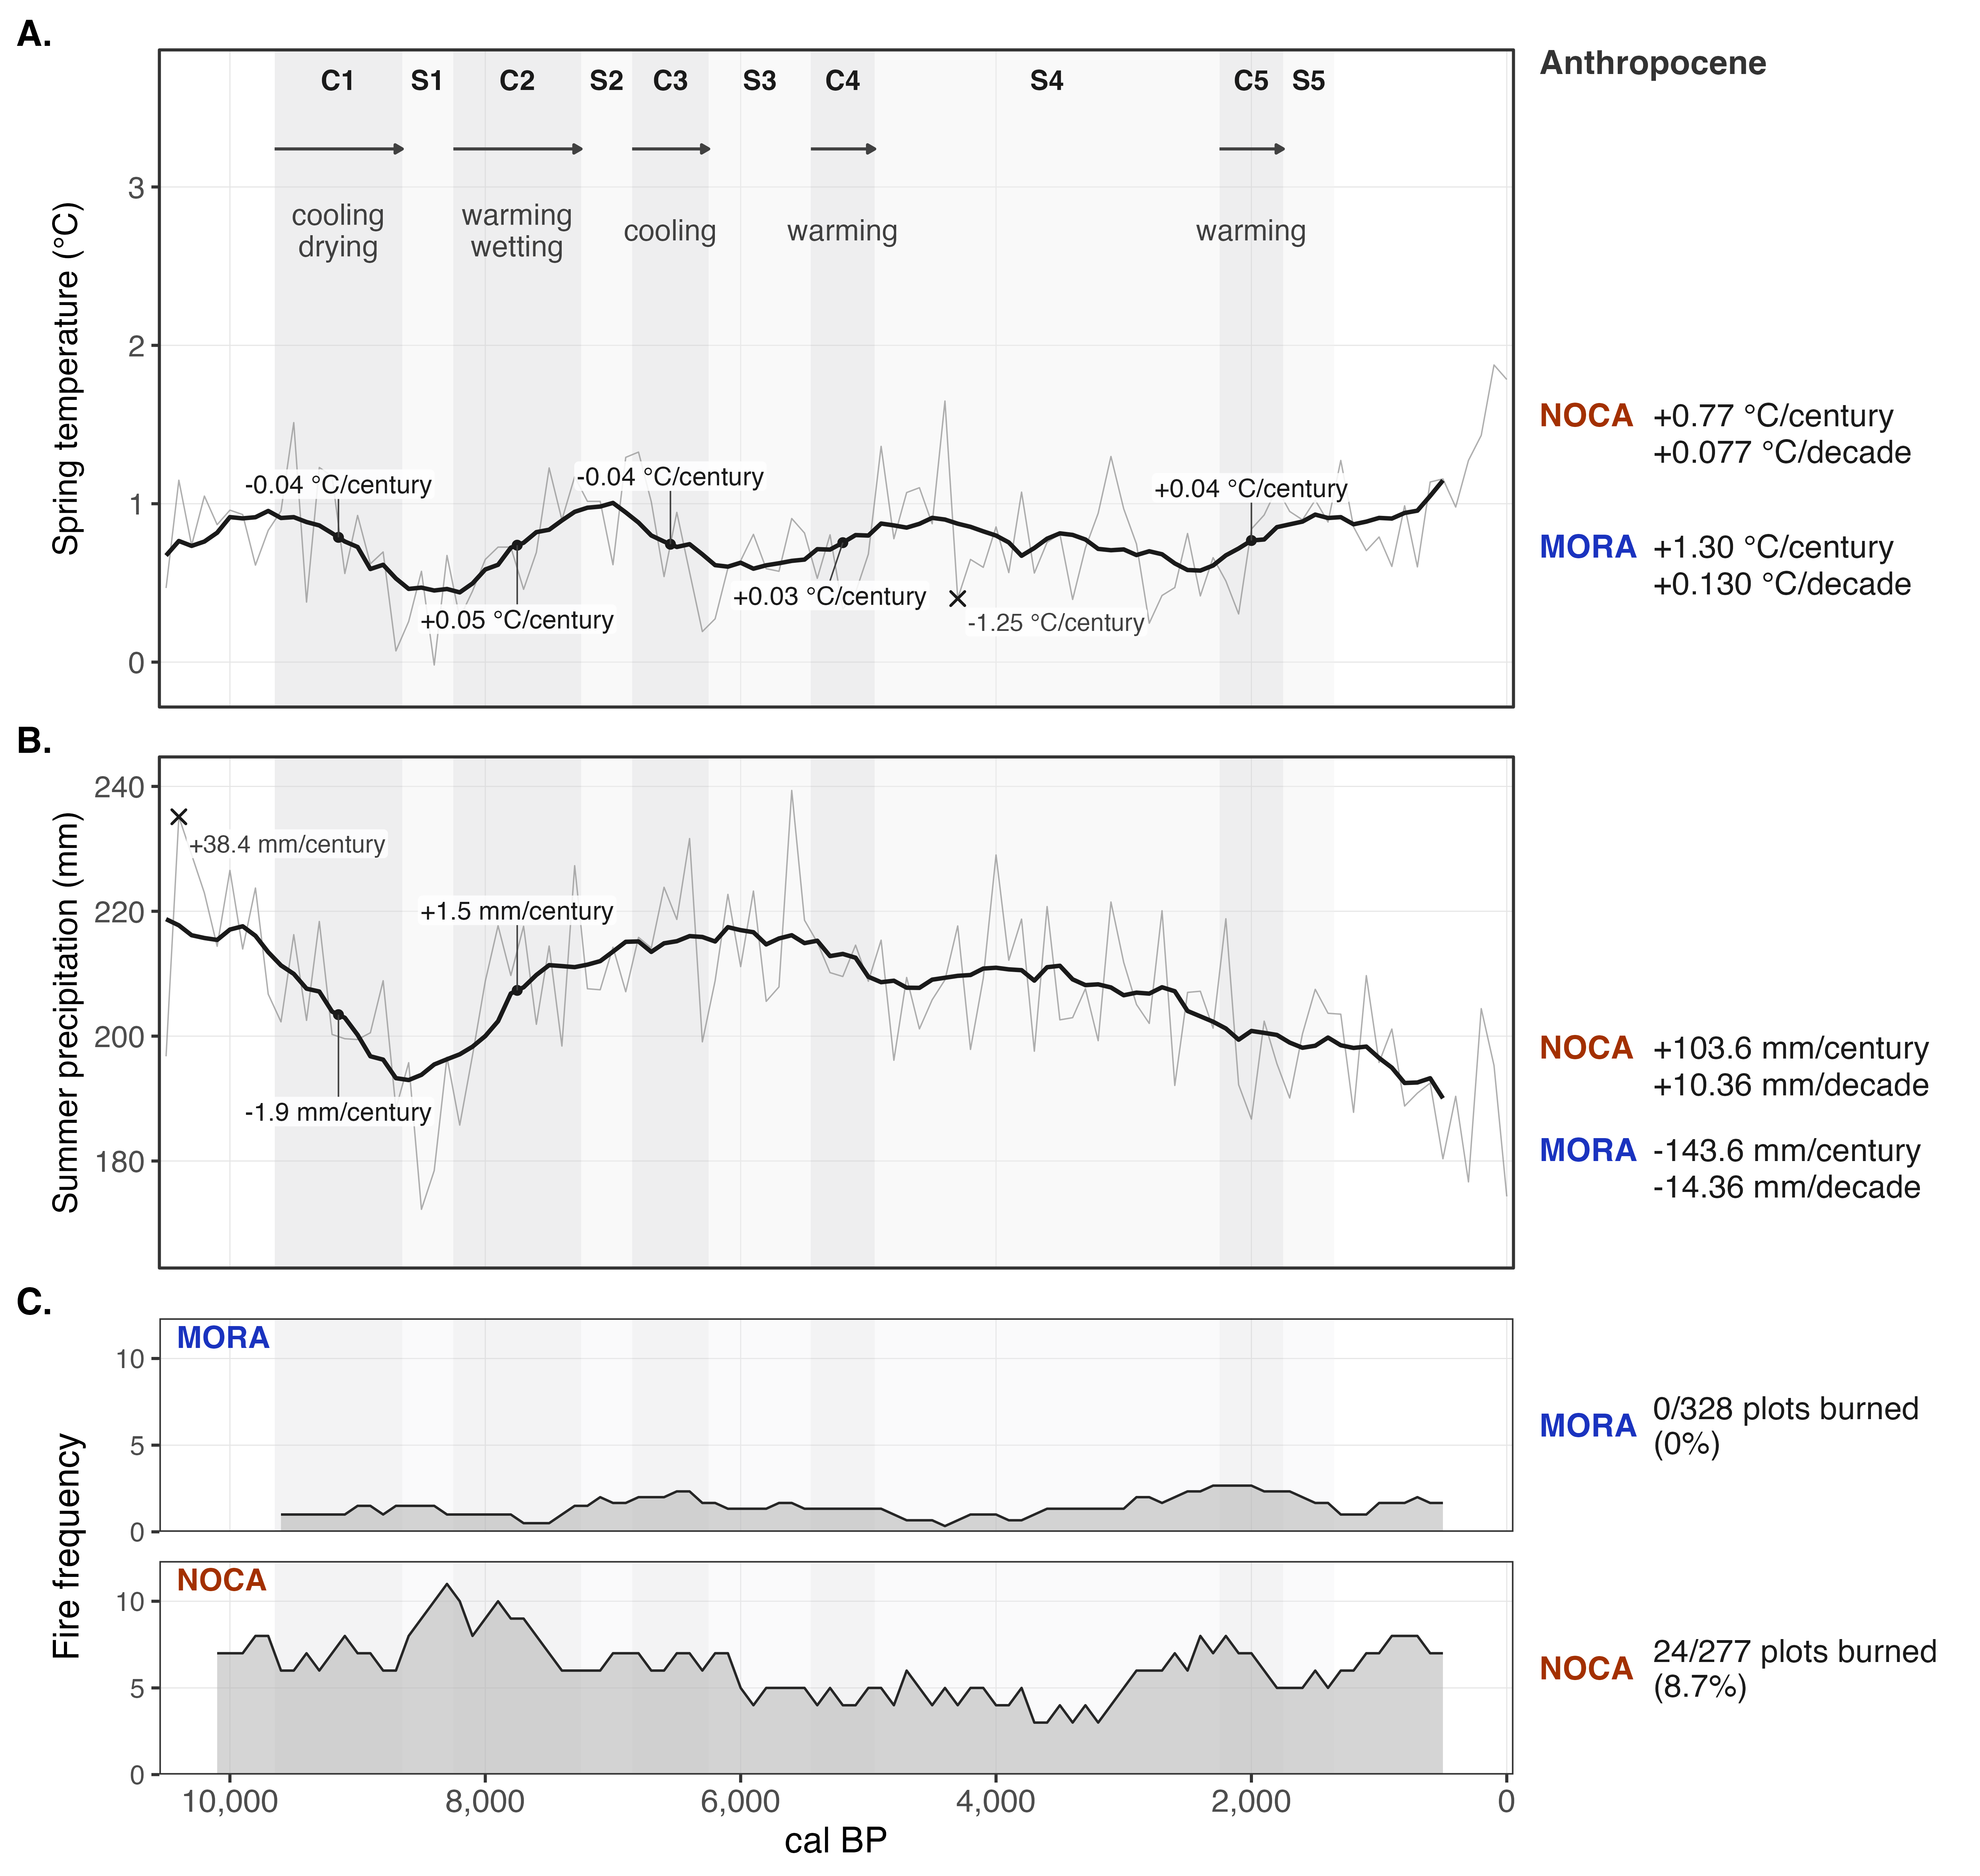 A.
C1 S1 C2 S2 C3 S3 C4 S4 C5 S5
Anthropocene
cooling
drying
warming
wetting
cooling
warming
warming
Spring temperature (°C)
3
2
1
0
-0.04 °C/century
+0.05 °C/century
-0.04 °C/century
+0.03 °C/century
-1.25 °C/century
+0.04 °C/century
NOCA +0.77 °C/century
+0.077 °C/decade
MORA +1.30 °C/century
+0.130 °C/decade
B.
Summer precipitation (mm)
240
220
200
180
+38.4 mm/century
+1.5 mm/century
-1.9 mm/century
NOCA +103.6 mm/century
+10.36 mm/decade
MORA -143.6 mm/century
-14.36 mm/decade
C.
Fire frequency
MORA
10
5
0
MORA 0/328 plots burned
(0%)
NOCA
10
5
0
NOCA 24/277 plots burned
(8.7%)
10,000 8,000 6,000 4,000 2,000 0
cal BP